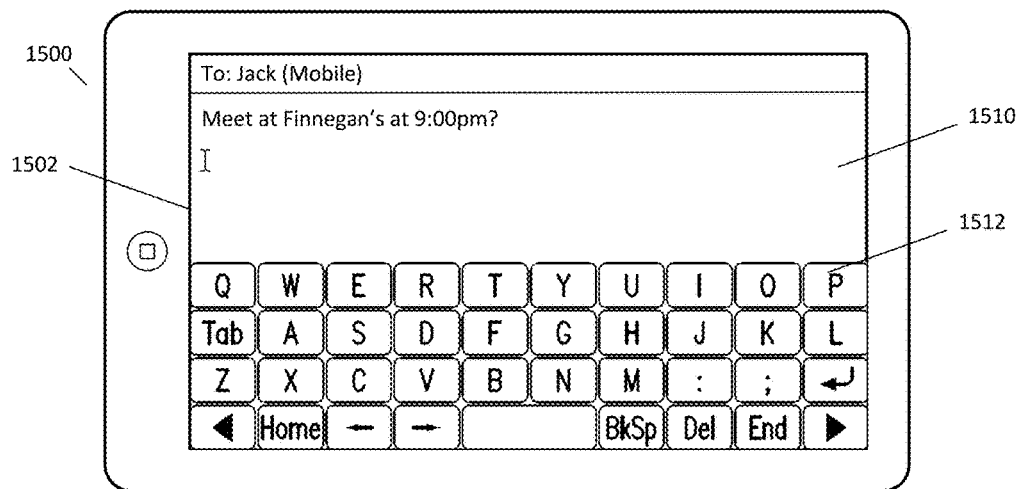 1500
To: Jack (Mobile)
Meet at Finnegan's at 9:00pm?
1510
1502
1512
Q W E R T Y U I O P
Tab A S D F G H J K L
Z X C V B N M : ; ↵
◀ Home ← → BkSp Del End ▶